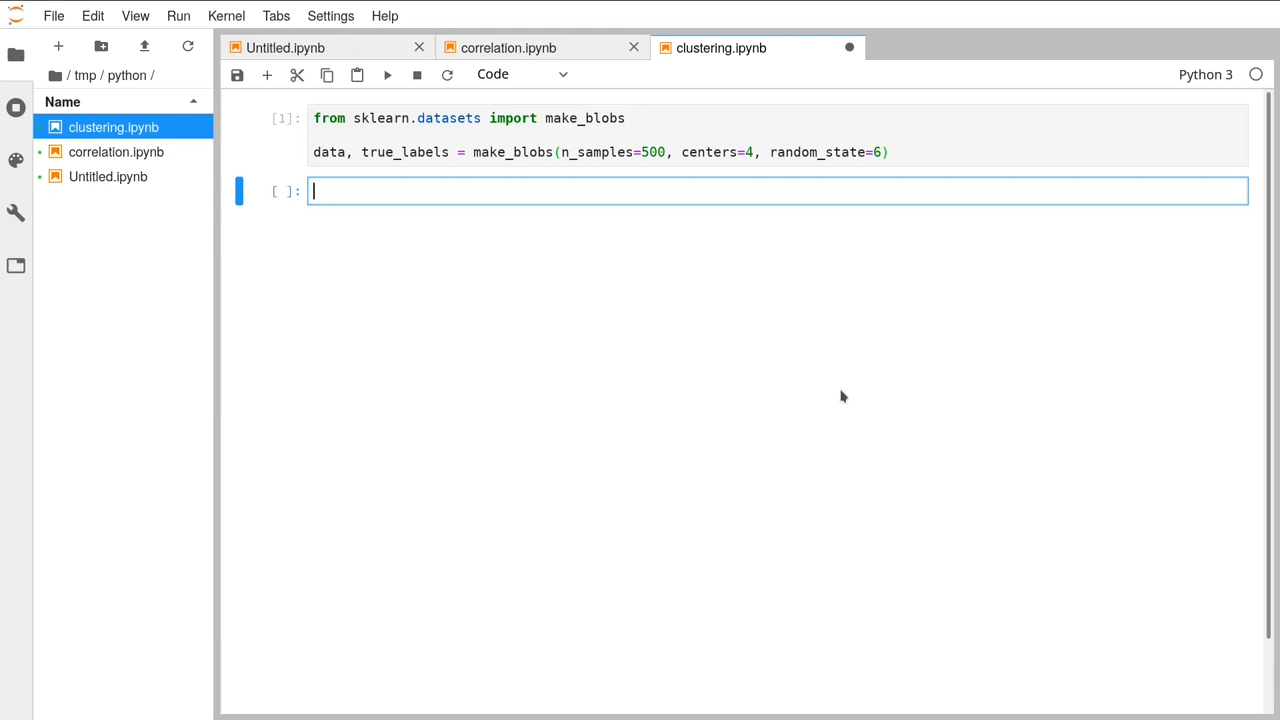 File Edit View Run Kernel Tabs Settings Help
/ tmp / python /
Name
clustering.ipynb
correlation.ipynb
Untitled.ipynb
Untitled.ipynb correlation.ipynb clustering.ipynb
Code Python 3
[1]: from sklearn.datasets import make_blobs
data, true_labels = make_blobs(n_samples=500, centers=4, random_state=6)
[ ]: